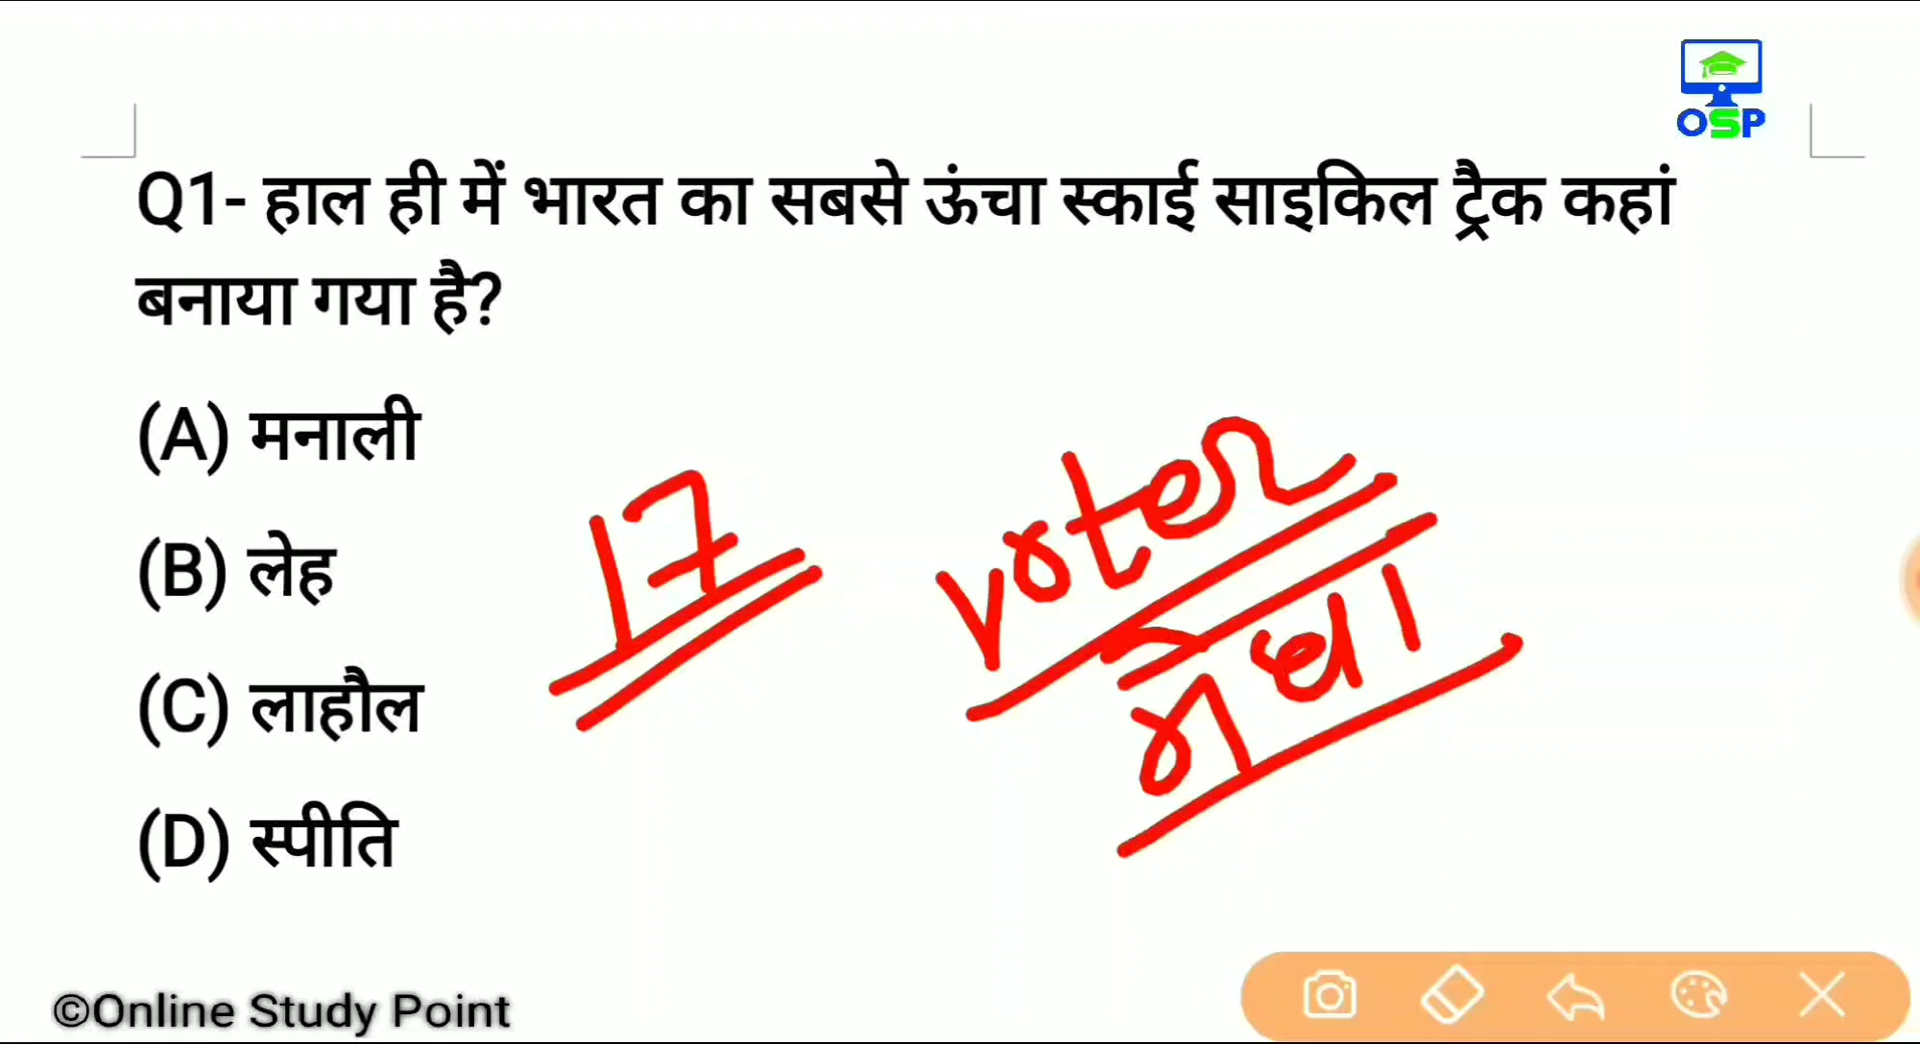 OSP
Q1- हाल ही में भारत का सबसे ऊंचा स्काई साइकिल ट्रैक कहां
बनाया गया है?
(A) मनाली
(B) लेह
(C) लाहौल
(D) स्पीति
17
voter
©Online Study Point